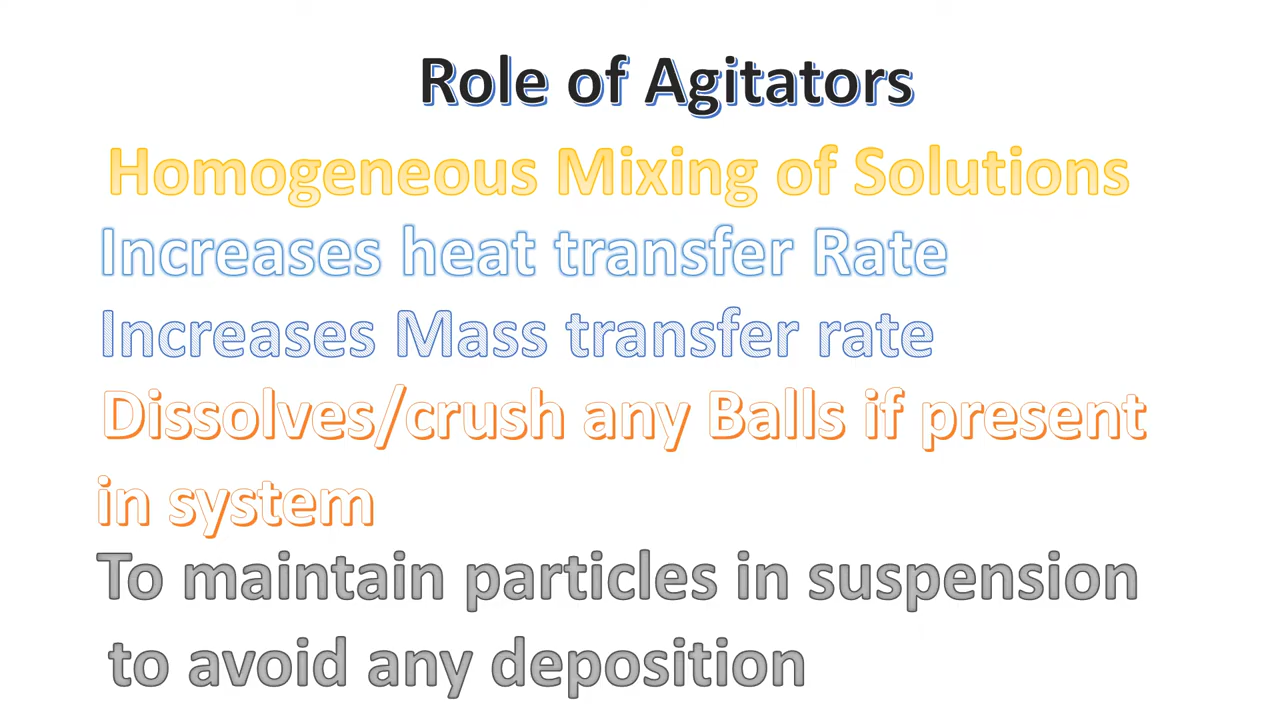 Role of Agitators
Homogeneous Mixing of Solutions
Increases heat transfer Rate
Increases Mass transfer rate
Dissolves/crush any Balls if present
in system
To maintain particles in suspension
to avoid any deposition